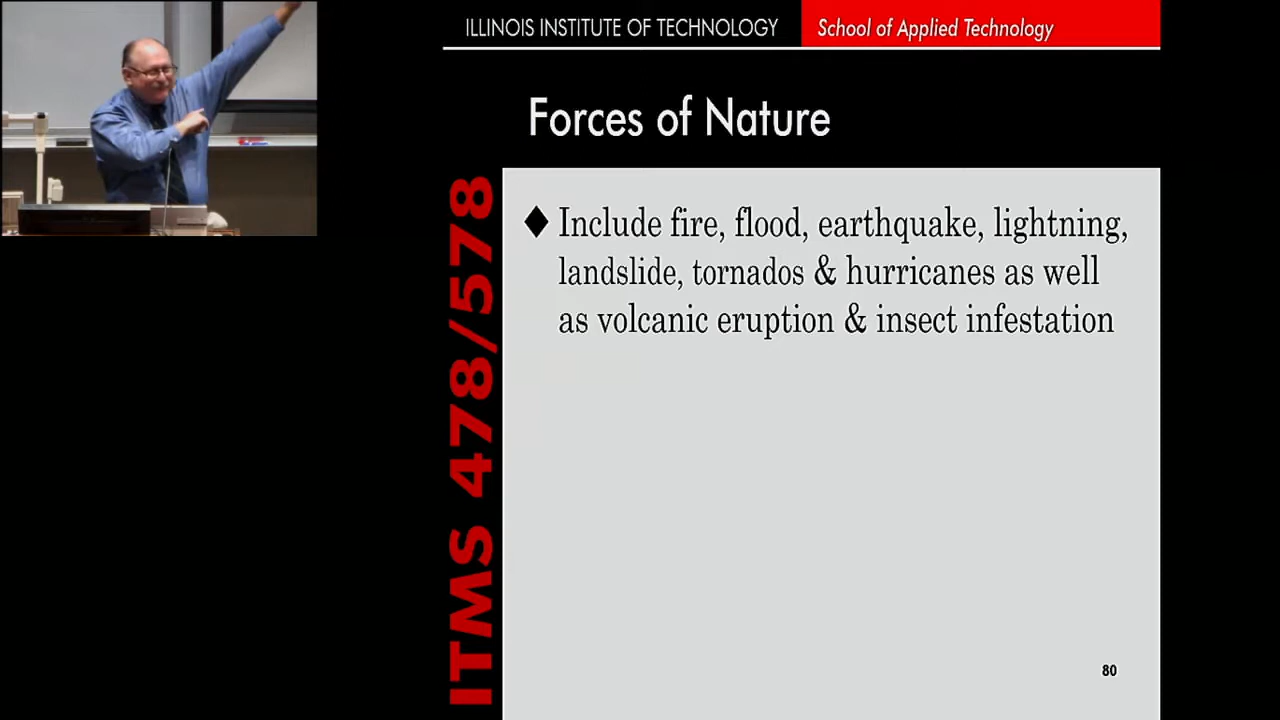 ILLINOIS INSTITUTE OF TECHNOLOGY School of Applied Technology
Forces of Nature
ITMS 478/578
♦ Include fire, flood, earthquake, lightning,
landslide, tornados & hurricanes as well
as volcanic eruption & insect infestation
80